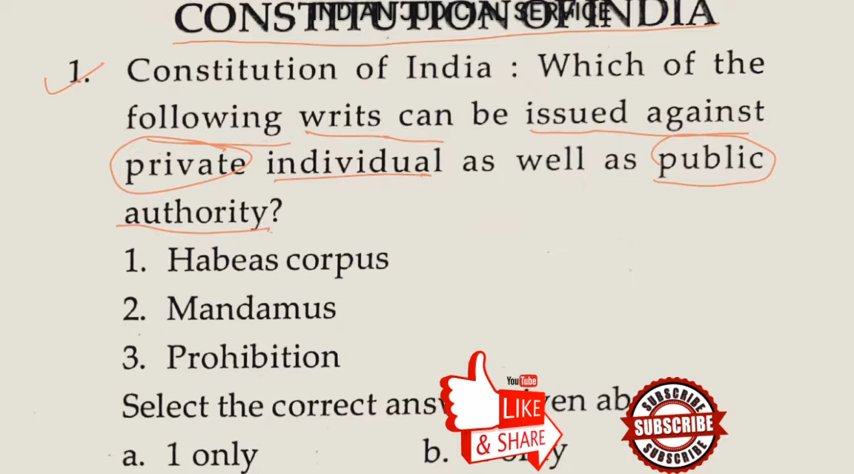 CONSTITUTION OF INDIA
INDIAN JUDICIAL SERVICE
1. Constitution of India : Which of the
following writs can be issued against
private individual as well as public
authority?
1. Habeas corpus
2. Mandamus
3. Prohibition
Select the correct
a. 1 only b.
YouTube
LIKE
& SHARE
SUBSCRIBE
SUBSCRIBE
SUBSCRIBE